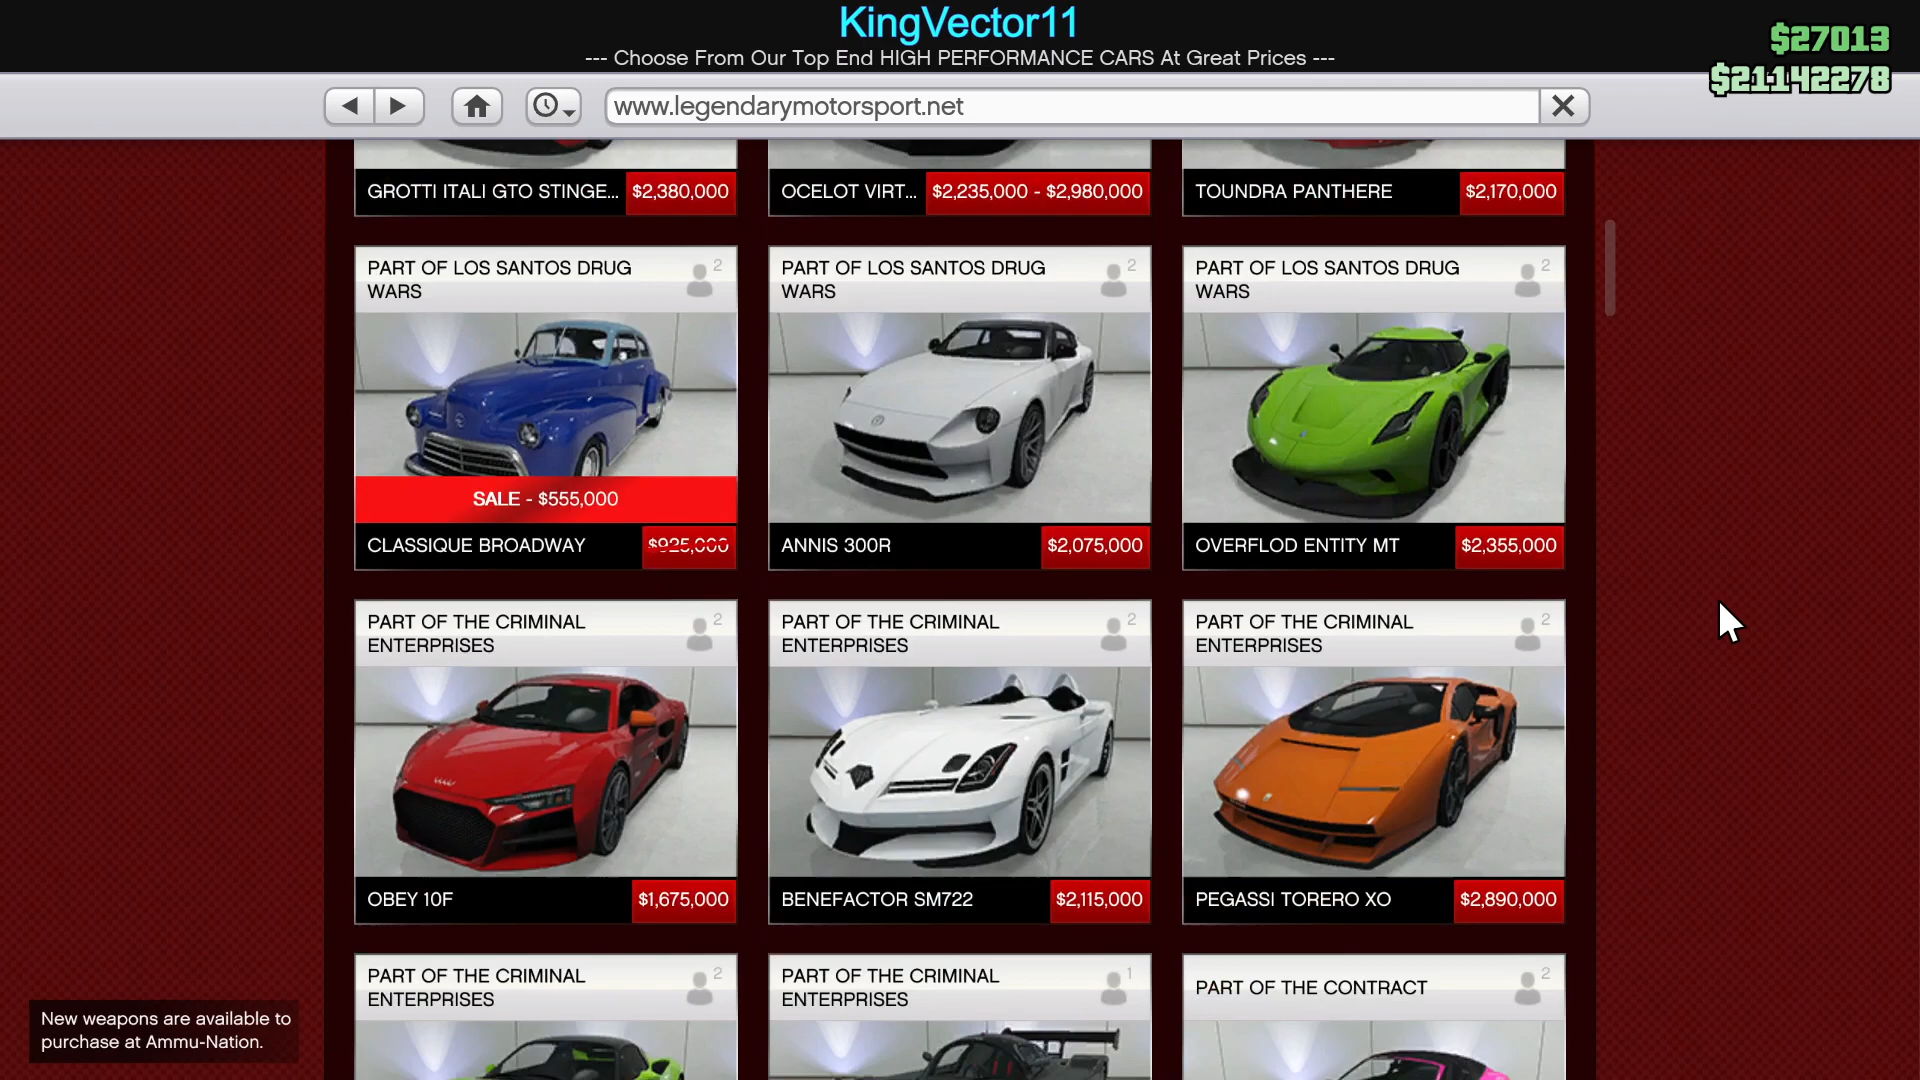 KingVector11
--- Choose From Our Top End HIGH PERFORMANCE CARS At Great Prices ---
$27013
$21142278
www.legendarymotorsport.net
GROTTI ITALI GTO STINGE... $2,380,000
OCELOT VIRT... $2,235,000 - $2,980,000
TOUNDRA PANTHERE $2,170,000
PART OF LOS SANTOS DRUG
WARS
2
SALE - $555,000
CLASSIQUE BROADWAY $925,000
PART OF LOS SANTOS DRUG
WARS
2
ANNIS 300R $2,075,000
PART OF LOS SANTOS DRUG
WARS
2
OVERFLOD ENTITY MT $2,355,000
PART OF THE CRIMINAL
ENTERPRISES
2
OBEY 10F $1,675,000
PART OF THE CRIMINAL
ENTERPRISES
2
BENEFACTOR SM722 $2,115,000
PART OF THE CRIMINAL
ENTERPRISES
2
PEGASSI TORERO XO $2,890,000
PART OF THE CRIMINAL
ENTERPRISES
2
PART OF THE CRIMINAL
ENTERPRISES
1
PART OF THE CONTRACT
2
New weapons are available to
purchase at Ammu-Nation.